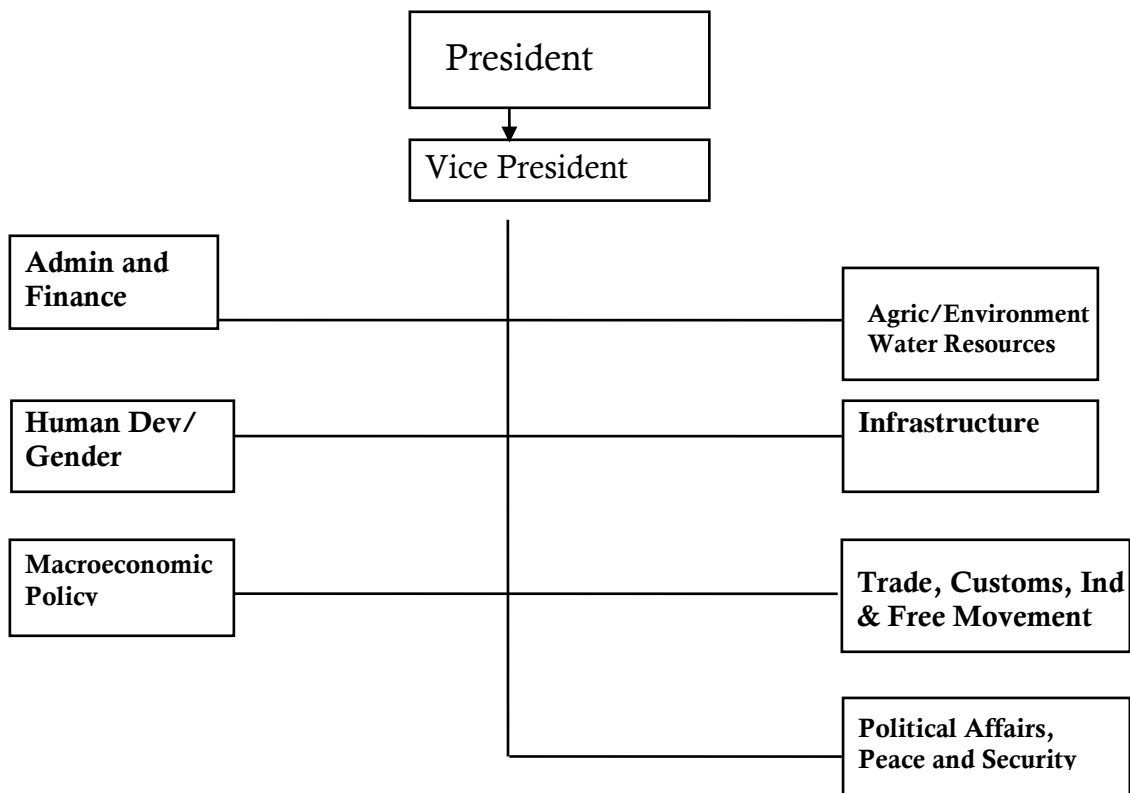 President
Vice President
Admin and
Finance
Agric/Environment
Water Resources
Human Dev/
Gender
Infrastructure
Macroeconomic
Policy
Trade, Customs, Ind
& Free Movement
Political Affairs,
Peace and Security